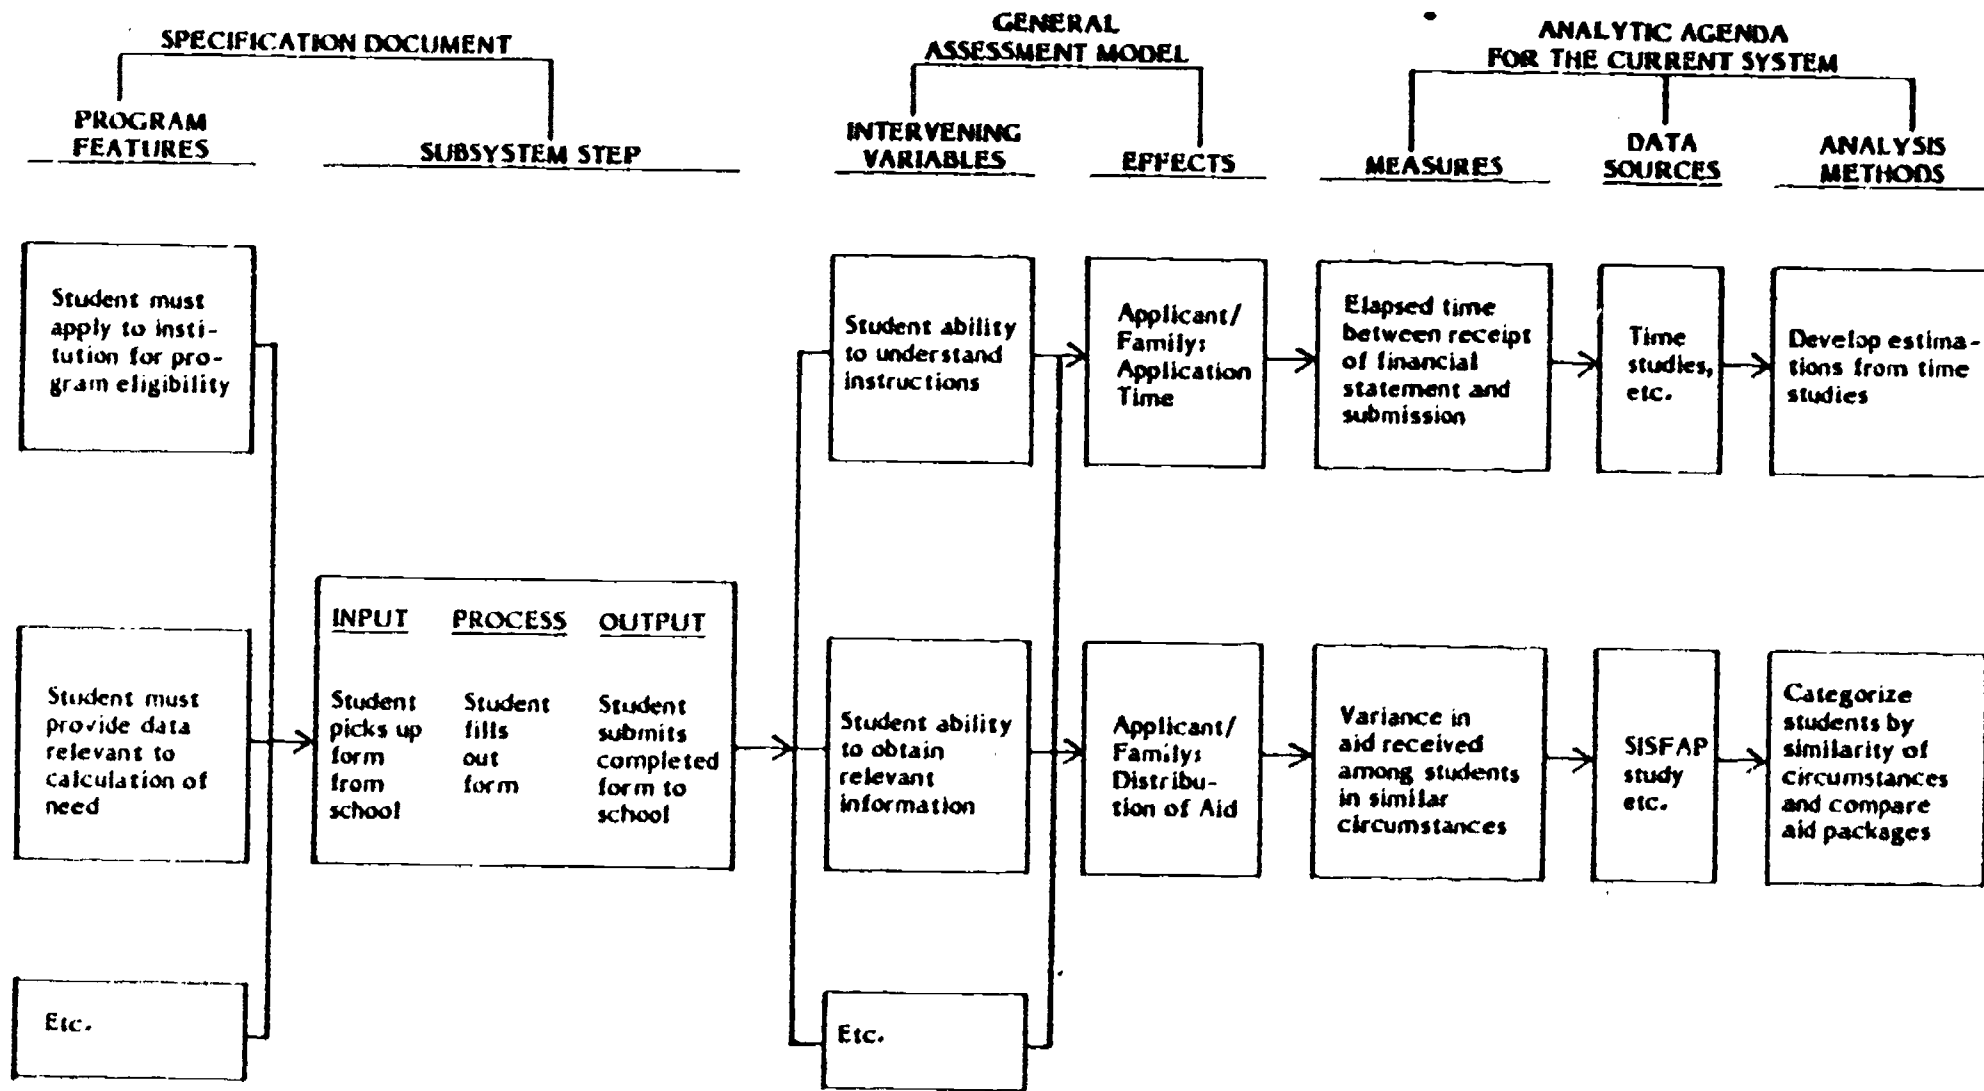 SPECIFICATION DOCUMENT
GENERAL
ASSESSMENT MODEL
ANALYTIC AGENDA
FOR THE CURRENT SYSTEM
PROGRAM
FEATURES
SUBSYSTEM STEP
INTERVENING
VARIABLES
EFFECTS
MEASURES
DATA
SOURCES
ANALYSIS
METHODS
Student must
apply to insti-
tution for pro-
gram eligibility
Student ability
to understand
instructions
Applicant/
Family:
Application
Time
Elapsed time
between receipt
of financial
statement and
submission
Time
studies,
etc.
Develop estima-
tions from time
studies
Student must
provide data
relevant to
calculation of
need
INPUT
Student
picks up
form
from
school
PROCESS
Student
fills
out
form
OUTPUT
Student
submits
completed
form to
school
Student ability
to obtain
relevant
information
Applicant/
Family:
Distribu-
tion of Aid
Variance in
aid received
among students
in similar
circumstances
SISFAP
study
etc.
Categorize
students by
similarity of
circumstances
and compare
aid packages
Etc.
Etc.